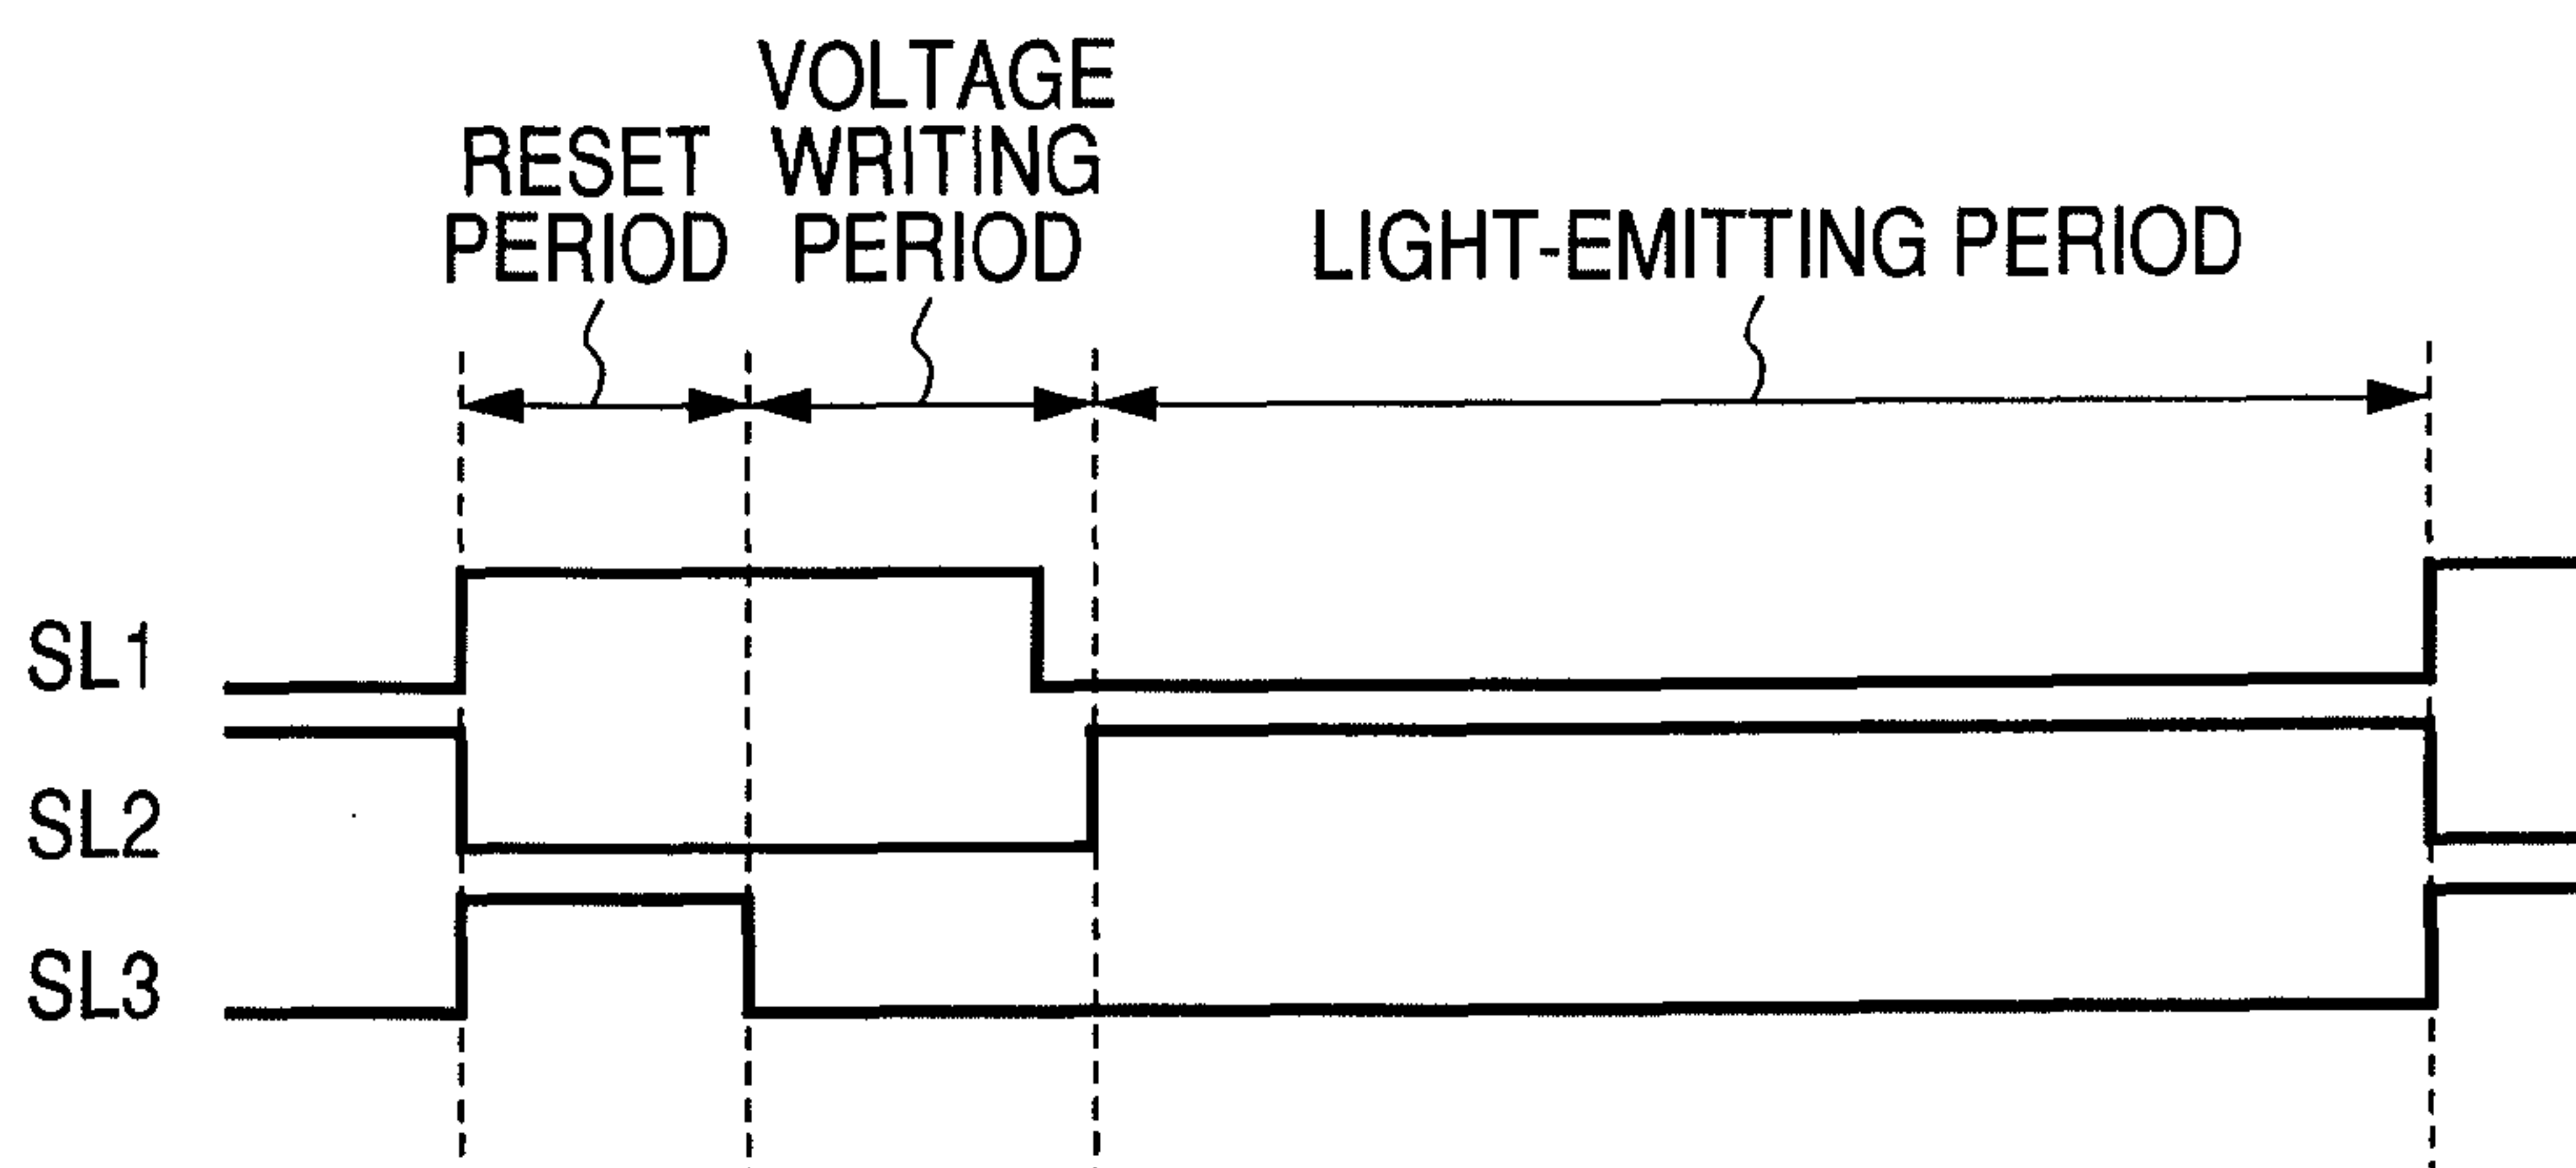 RESET
PERIOD
VOLTAGE
WRITING
PERIOD
LIGHT-EMITTING PERIOD
SL1
SL2
SL3